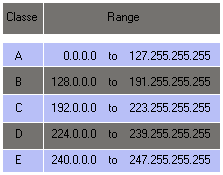 Classe Range
A 0.0.0.0 to 127.255.255.255
B 128.0.0.0 to 191.255.255.255
C 192.0.0.0 to 223.255.255.255
D 224.0.0.0 to 239.255.255.255
E 240.0.0.0 to 247.255.255.255